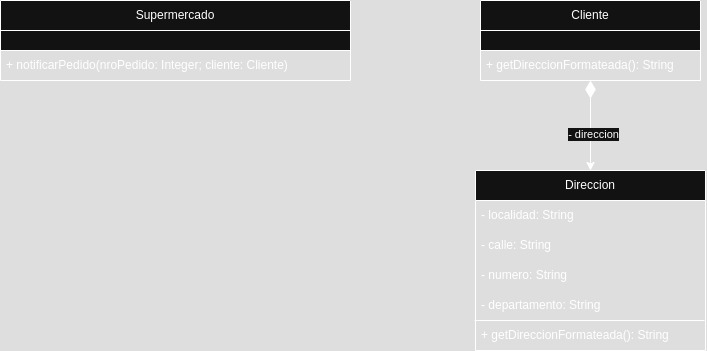 Supermercado
+ notificarPedido(nroPedido: Integer; cliente: Cliente)
Cliente
+ getDireccionFormateada(): String
- direccion
Direccion
- localidad: String
- calle: String
- numero: String
- departamento: String
+ getDireccionFormateada(): String